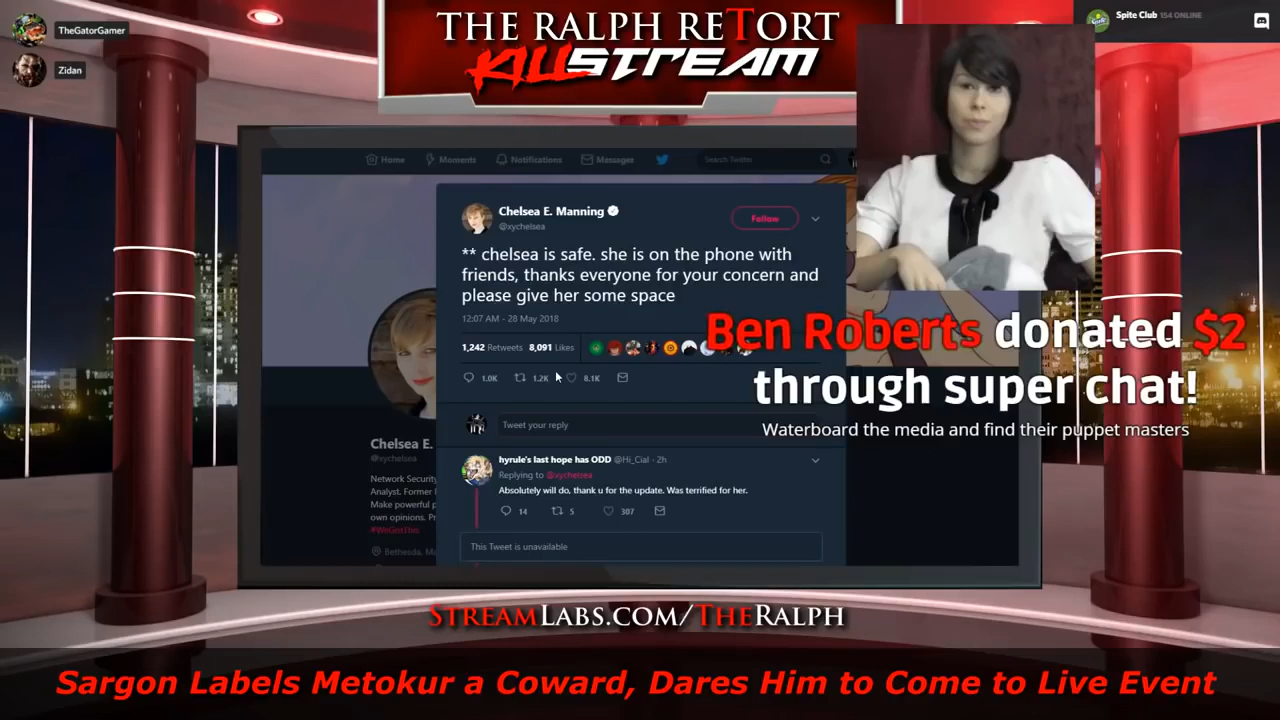 TheGatorGamer
Zidan
THE RALPH RETORT
KILLSTREAM
Spite Club 154 ONLINE
Home Moments Notifications Messages Search Twitter
Chelsea E. Manning
@xychelsea
Follow
** chelsea is safe. she is on the phone with
friends, thanks everyone for your concern and
please give her some space
12:07 AM - 28 May 2018
1,242 Retweets 8,091 Likes
1.0K 1.2K 8.1K
Ben Roberts donated $2
through super chat!
Waterboard the media and find their puppet masters
Tweet your reply
Chelsea E.
@xychelsea
Network Security
Analyst. Former
Make powerful p
own opinions. Pr
#WeGotThis
Bethesda, M
hyrule's last hope has ODD @Hi_Cial - 2h
Replying to @xychelsea
Absolutely will do, thank u for the update. Was terrified for her.
14 5 307
This Tweet is unavailable
STREAMLABS.COM/THERALPH
Sargon Labels Metokur a Coward, Dares Him to Come to Live Event